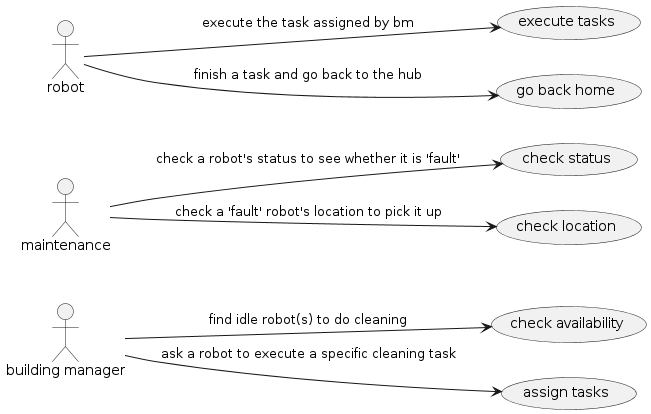 execute the task assigned by bm
execute tasks
finish a task and go back to the hub
robot
go back home
check a robot's status to see whether it is 'fault'
check status
check a 'fault' robot's location to pick it up
check location
maintenance
find idle robot(s) to do cleaning
check availability
ask a robot to execute a specific cleaning task
building manager
assign tasks